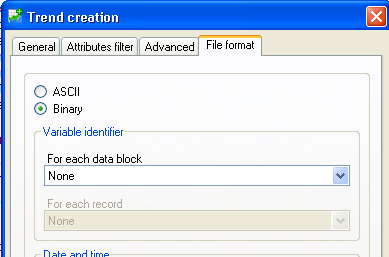 Trend creation
General Attributes filter Advanced File format
ASCII
Binary
Variable identifier
For each data block
None
For each record
None
Date and time